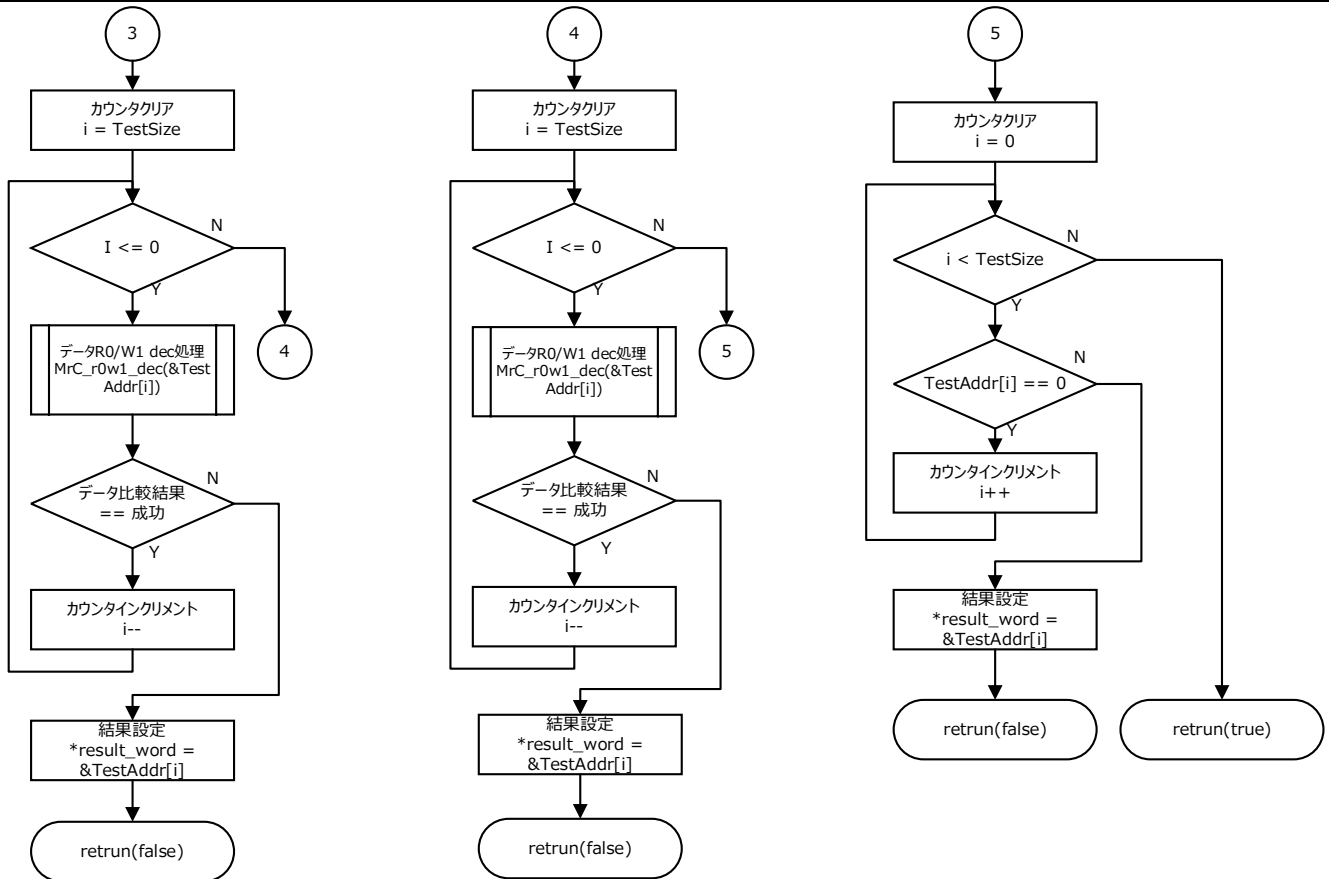 3
カウンタクリア
i = TestSize
I <= 0
N
Y
4
データR0/W1 dec処理
MrC_r0w1_dec(&Test
Addr[i])
データ比較結果
== 成功
N
Y
カウンタインクリメント
i--
結果設定
*result_word =
&TestAddr[i]
retrun(false)
4
カウンタクリア
i = TestSize
I <= 0
N
Y
5
データR0/W1 dec処理
MrC_r0w1_dec(&Test
Addr[i])
データ比較結果
== 成功
N
Y
カウンタインクリメント
i--
結果設定
*result_word =
&TestAddr[i]
retrun(false)
5
カウンタクリア
i = 0
i < TestSize
N
Y
TestAddr[i] == 0
N
Y
カウンタインクリメント
i++
結果設定
*result_word =
&TestAddr[i]
retrun(false)
retrun(true)